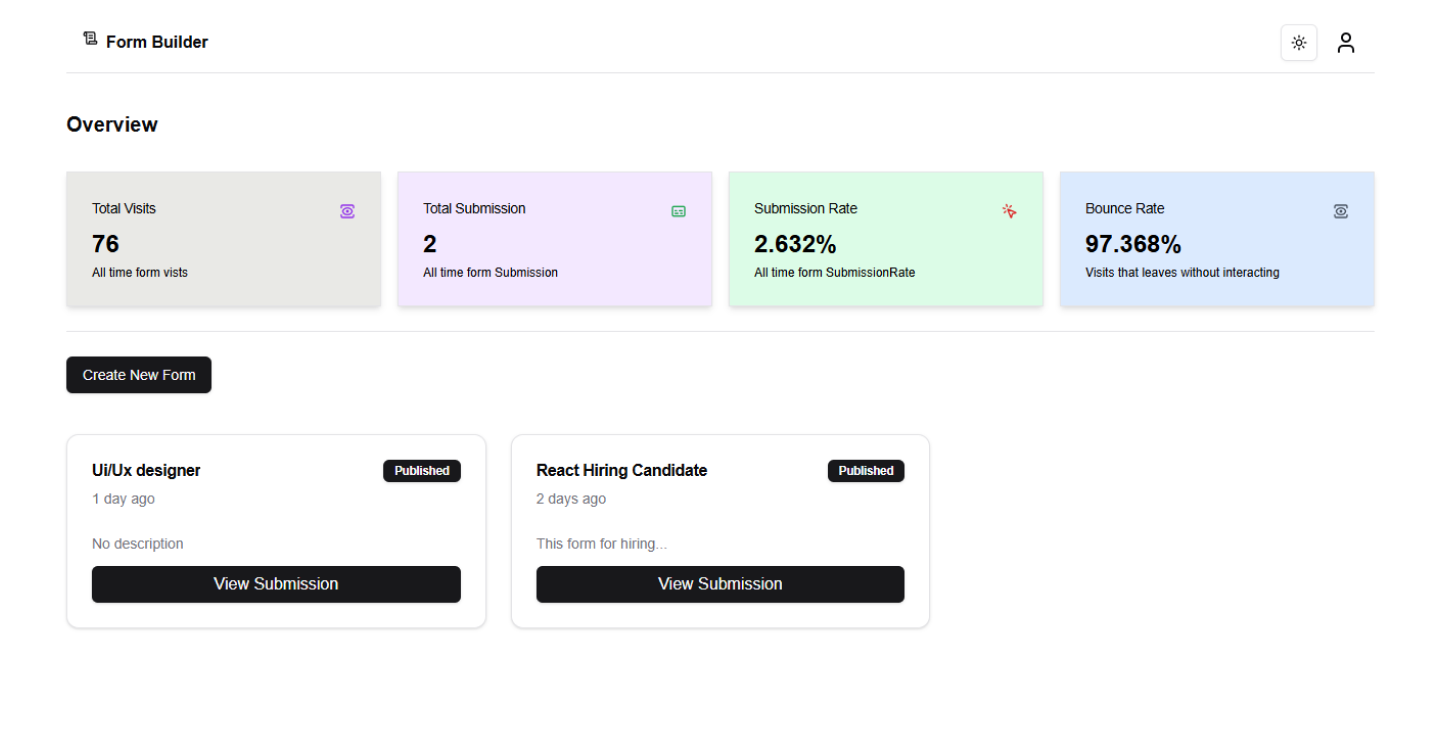 Form Builder
Overview
Total Visits
76
All time form vists
Total Submission
2
All time form Submission
Submission Rate
2.632%
All time form SubmissionRate
Bounce Rate
97.368%
Visits that leaves without interacting
Create New Form
Ui/Ux designer
Published
1 day ago
No description
View Submission
React Hiring Candidate
Published
2 days ago
This form for hiring...
View Submission